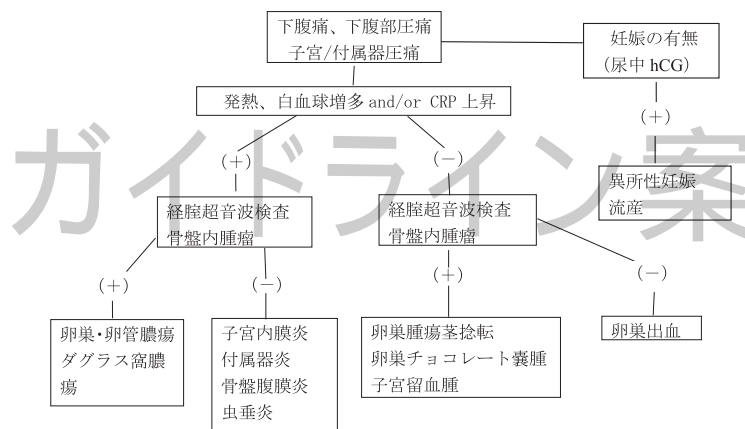 下腹痛、下腹部圧痛
子宮/付属器圧痛
妊娠の有無
（尿中 hCG）
発熱、白血球増多 and/or CRP 上昇
（＋）
（＋）
（−）
ガイドライン案
経腟超音波検査
骨盤内腫瘤
経腟超音波検査
骨盤内腫瘤
異所性妊娠
流産
（＋）
（−）
（＋）
（−）
卵巣・卵管膿瘍
ダグラス窩膿
瘍
子宮内膜炎
付属器炎
骨盤腹膜炎
虫垂炎
卵巣腫瘍茎捻転
卵巣チョコレート嚢腫
子宮留血腫
卵巣出血